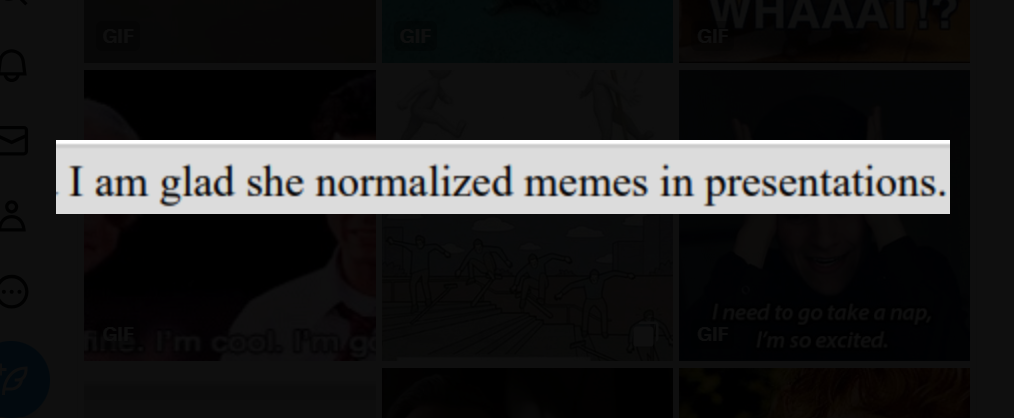 GIF
GIF
WHAAAT!?
GIF
I am glad she normalized memes in presentations.
fine. I'm cool. I'm
GIF
I need to go take a nap,
I'm so excited.
GIF